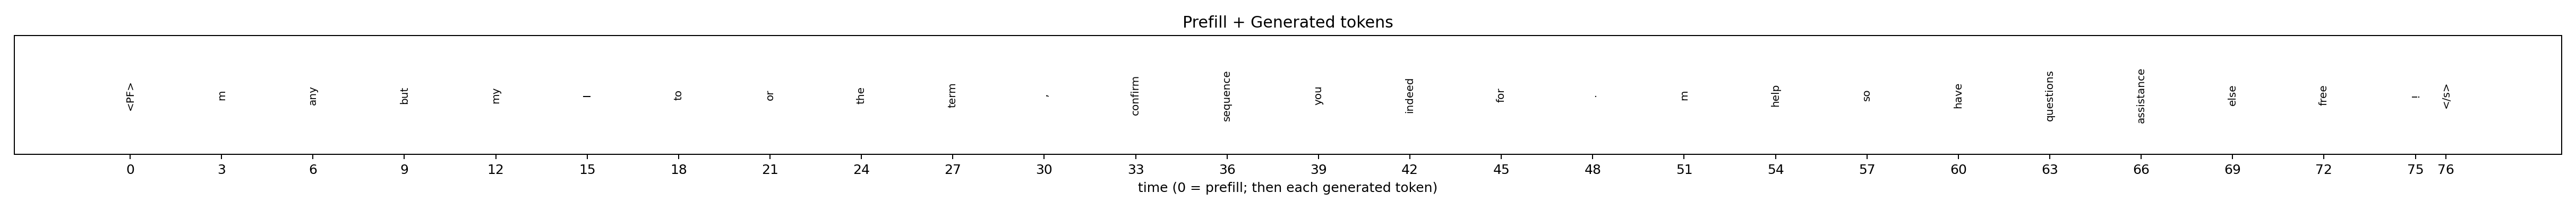 Prefill + Generated tokens
<PF> m any but my I to or the term , confirm sequence you indeed for . m help so have questions assistance else free ! </s>
0 3 6 9 12 15 18 21 24 27 30 33 36 39 42 45 48 51 54 57 60 63 66 69 72 75 76
time (0 = prefill; then each generated token)